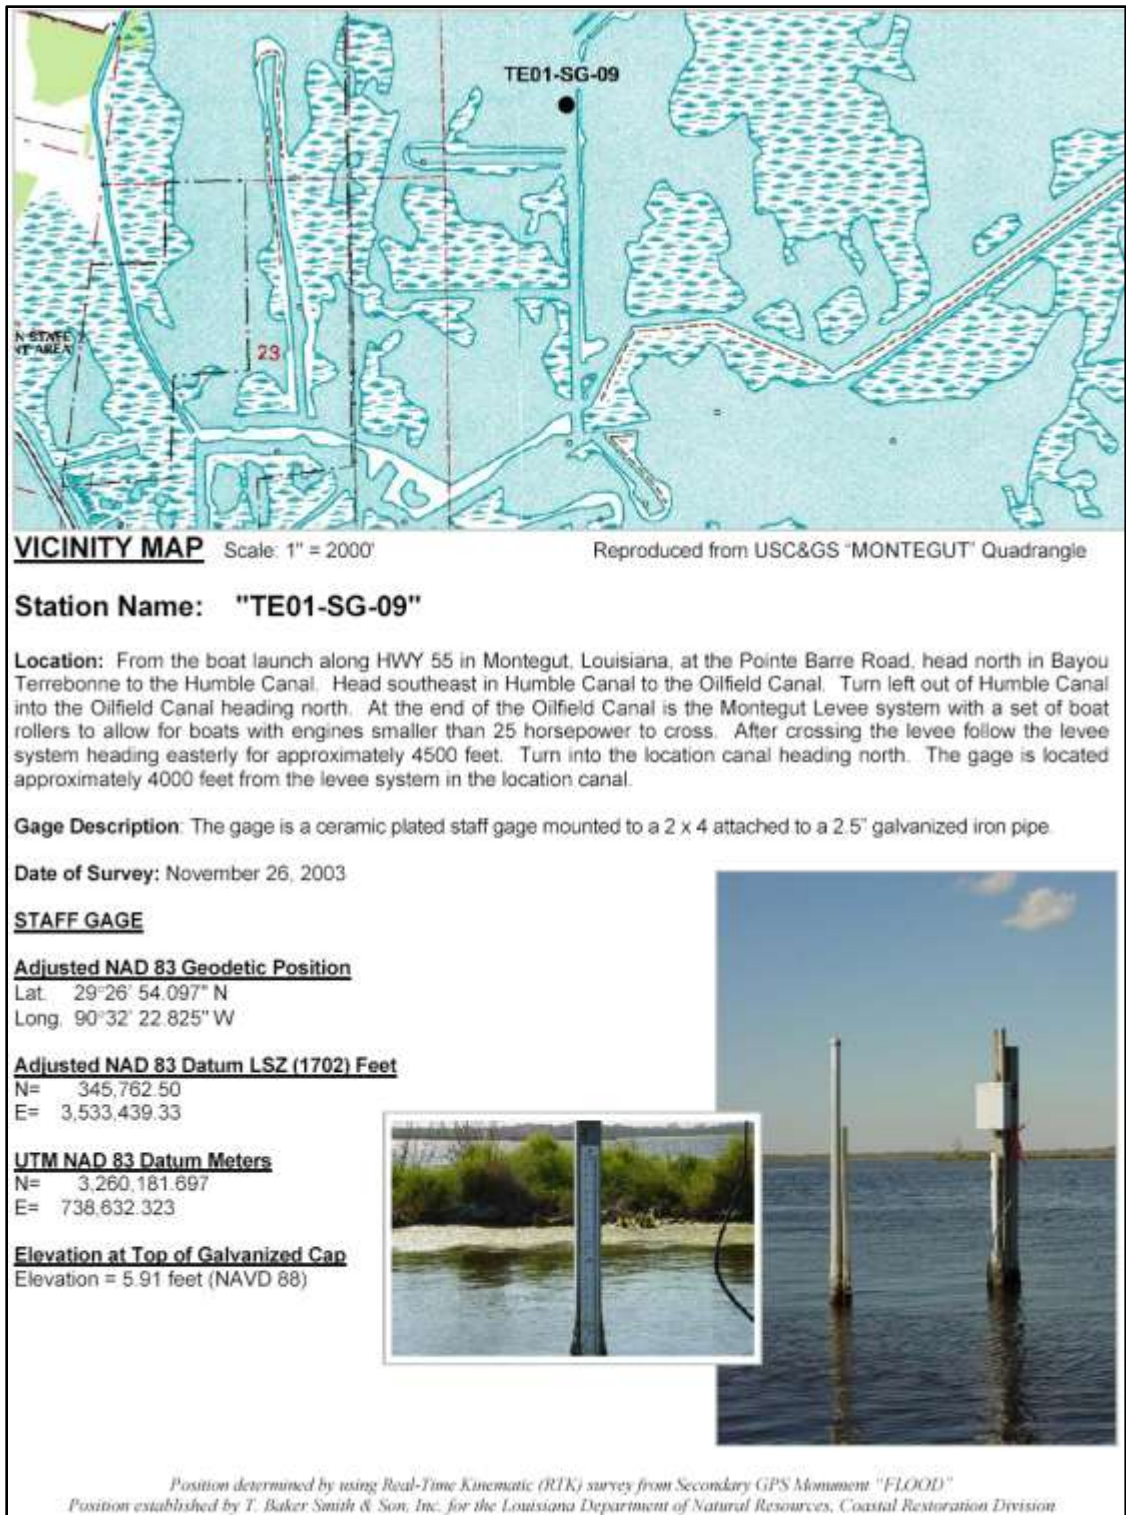 TE01-SG-09
N STATE
NT AREA
23
VICINITY MAP Scale: 1" = 2000' Reproduced from USC&GS "MONTEGUT" Quadrangle
Station Name: "TE01-SG-09"
Location: From the boat launch along HWY 55 in Montegut, Louisiana, at the Pointe Barre Road, head north in Bayou
Terrebonne to the Humble Canal. Head southeast in Humble Canal to the Oilfield Canal. Turn left out of Humble Canal
into the Oilfield Canal heading north. At the end of the Oilfield Canal is the Montegut Levee system with a set of boat
rollers to allow for boats with engines smaller than 25 horsepower to cross. After crossing the levee follow the levee
system heading easterly for approximately 4500 feet. Turn into the location canal heading north. The gage is located
approximately 4000 feet from the levee system in the location canal.
Gage Description: The gage is a ceramic plated staff gage mounted to a 2 x 4 attached to a 2.5" galvanized iron pipe.
Date of Survey: November 26, 2003
STAFF GAGE
Adjusted NAD 83 Geodetic Position
Lat. 29°26' 54.097" N
Long. 90°32' 22.825" W
Adjusted NAD 83 Datum LSZ (1702) Feet
N= 345,762.50
E= 3,533,439.33
UTM NAD 83 Datum Meters
N= 3,260,181.697
E= 738,632.323
Elevation at Top of Galvanized Cap
Elevation = 5.91 feet (NAVD 88)
Position determined by using Real-Time Kinematic (RTK) survey from Secondary GPS Monument "FLOOD"
Position established by T. Baker Smith & Son, Inc. for the Louisiana Department of Natural Resources, Coastal Restoration Division